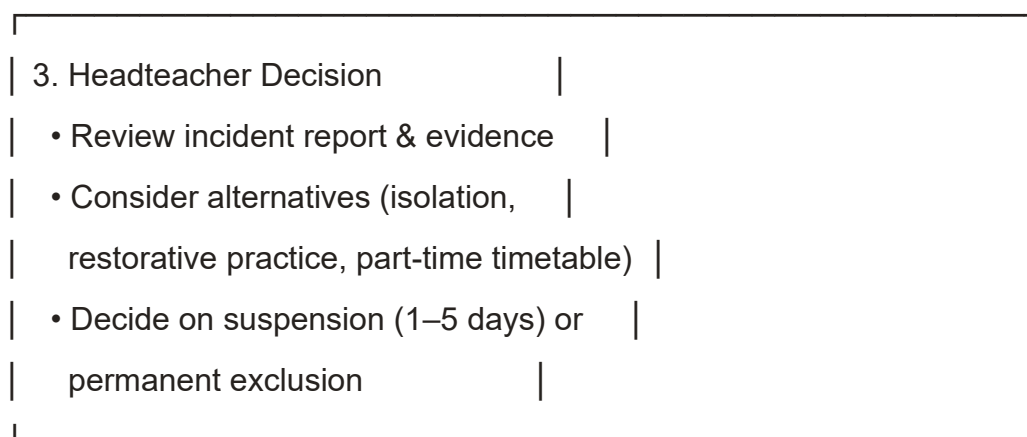 3. Headteacher Decision
• Review incident report & evidence
• Consider alternatives (isolation,
restorative practice, part-time timetable)
• Decide on suspension (1–5 days) or
permanent exclusion